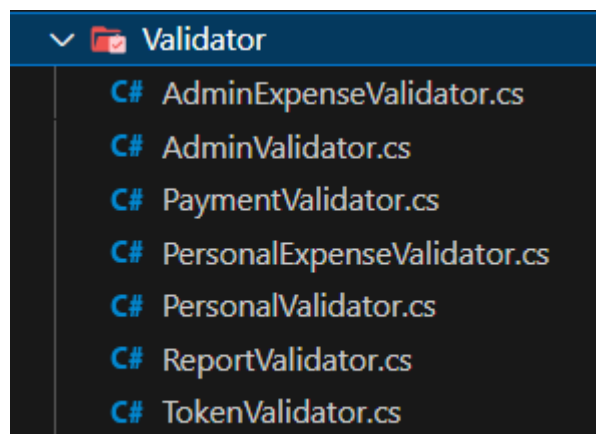 Validator
C# AdminExpenseValidator.cs
C# AdminValidator.cs
C# PaymentValidator.cs
C# PersonalExpenseValidator.cs
C# PersonalValidator.cs
C# ReportValidator.cs
C# TokenValidator.cs